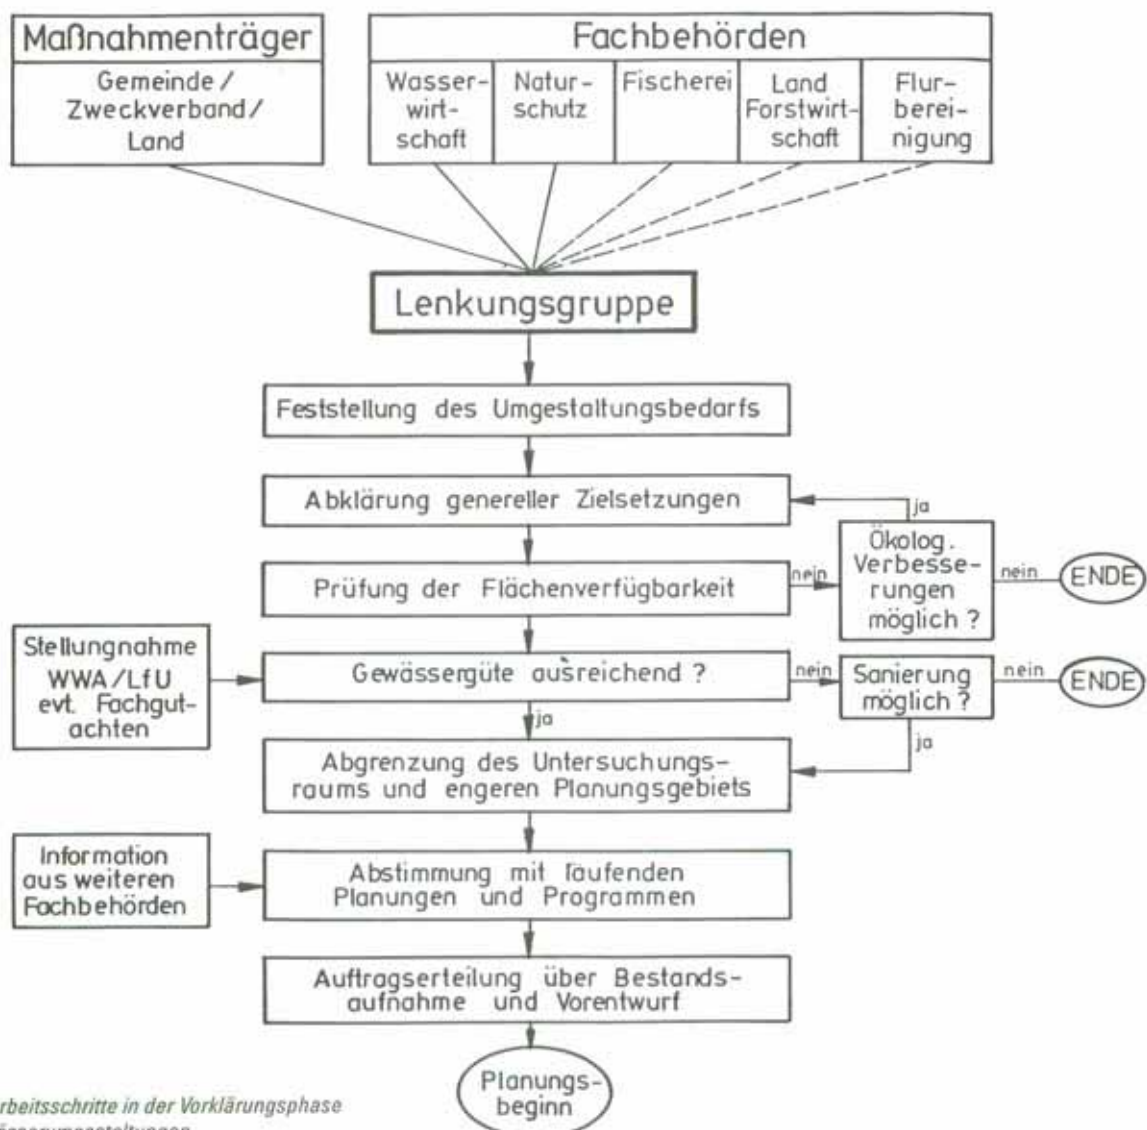 Maßnahmenträger
Gemeinde /
Zweckverband/
Land
Fachbehörden
Wasser-
wirt-
schaft
Natur-
schutz
Fischerei
Land
Forstwirt-
schaft
Flur-
berei-
nigung
Lenkungsgruppe
Feststellung des Umgestaltungsbedarfs
Abklärung genereller Zielsetzungen
ja
Prüfung der Flächenverfügbarkeit
nein
Ökolog.
Verbesse-
rungen
möglich ?
nein
ENDE
Stellungnahme
WWA/LfU
evt. Fachgut-
achten
Gewässergüte ausreichend ?
nein
Sanierung
möglich ?
nein
ENDE
ja
ja
Abgrenzung des Untersuchungs-
raums und engeren Planungsgebiets
Information
aus weiteren
Fachbehörden
Abstimmung mit laufenden
Planungen und Programmen
Auftragserteilung über Bestands-
aufnahme und Vorentwurf
Planungs-
beginn
rbeitsschritte in der Vorklärungsphase